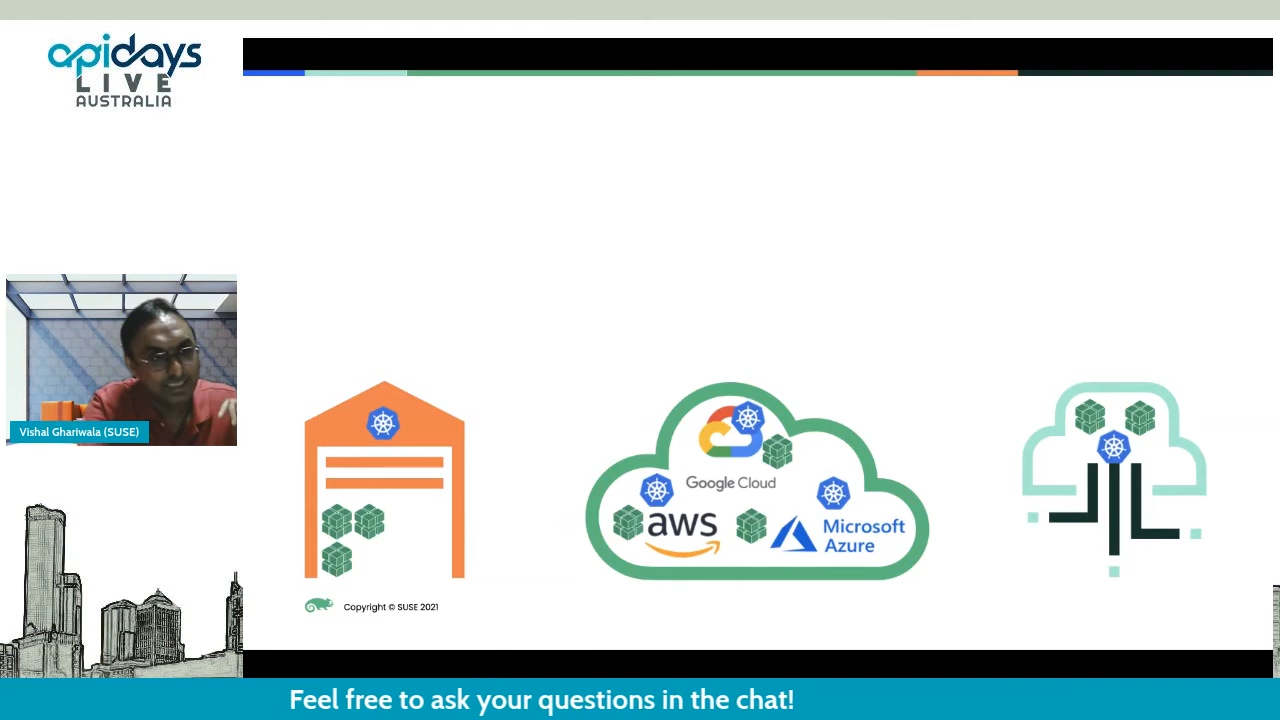 apidays
LIVE
AUSTRALIA
Vishal Ghariwala (SUSE)
Google Cloud
aws
Microsoft
Azure
Copyright © SUSE 2021
Feel free to ask your questions in the chat!